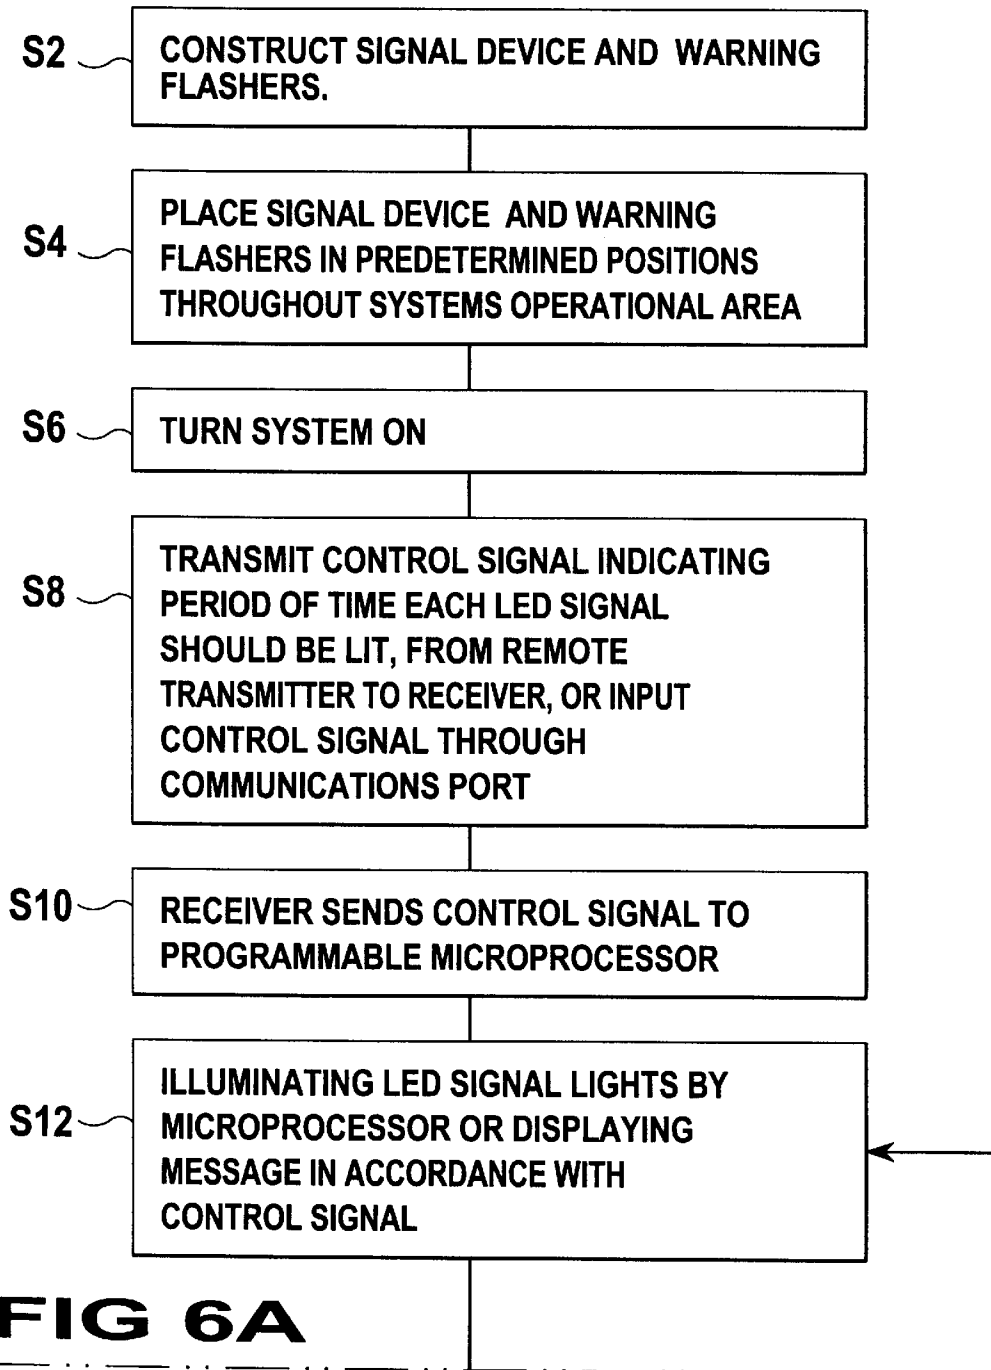 S2
CONSTRUCT SIGNAL DEVICE AND WARNING
FLASHERS.
S4
PLACE SIGNAL DEVICE AND WARNING
FLASHERS IN PREDETERMINED POSITIONS
THROUGHOUT SYSTEMS OPERATIONAL AREA
S6
TURN SYSTEM ON
S8
TRANSMIT CONTROL SIGNAL INDICATING
PERIOD OF TIME EACH LED SIGNAL
SHOULD BE LIT, FROM REMOTE
TRANSMITTER TO RECEIVER, OR INPUT
CONTROL SIGNAL THROUGH
COMMUNICATIONS PORT
S10
RECEIVER SENDS CONTROL SIGNAL TO
PROGRAMMABLE MICROPROCESSOR
S12
ILLUMINATING LED SIGNAL LIGHTS BY
MICROPROCESSOR OR DISPLAYING
MESSAGE IN ACCORDANCE WITH
CONTROL SIGNAL
FIG 6A